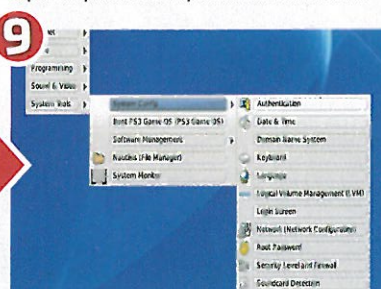 9
Programming
Sound & Video
System Tools
System Config
Boot PS3 Game OS (PS3 Game OS)
Software Management
Nautilus (File Manager)
System Monitor
Authentication
Date & Time
Domain Name System
Keyboard
Language
Logical Volume Management (LVM)
Login Screen
Network (Network Configuration)
Root Password
Security Level and Firewall
Soundcard Detection